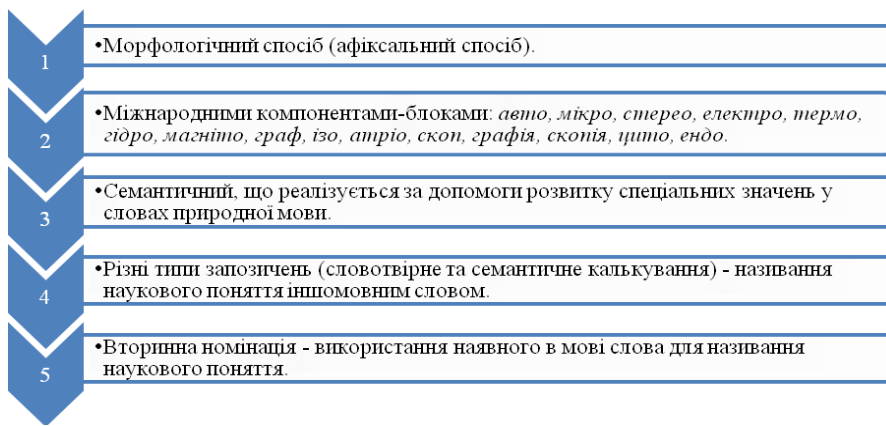 1
•Морфологічний спосіб (афіксальний спосіб).
2
•Міжнародними компонентами-блоками: авто, мікро, стерео, електро, термо,
гідро, магніто, граф, ізо, атріо, скоп, графія, скопія, цито, ендо.
3
•Семантичний, що реалізується за допомоги розвитку спеціальних значень у
словах природної мови.
4
•Різні типи запозичень (словотвірне та семантичне калькування) - називання
наукового поняття іншомовним словом.
5
•Вторинна номінація - використання наявного в мові слова для називання
наукового поняття.